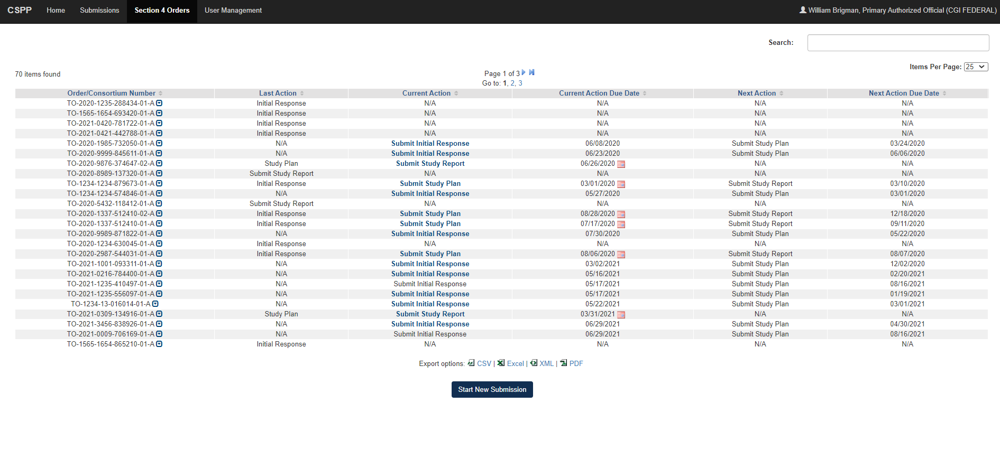 CSPP Home Submissions Section 4 Orders User Management William Brigman, Primary Authorized Official (CGI FEDERAL)
Search:
Items Per Page: 25
70 items found
Page 1 of 3
Go to: 1, 2, 3
Order/Consortium Number Last Action Current Action Current Action Due Date Next Action Next Action Due Date
TO-2020-1235-288434-01-A Initial Response N/A N/A N/A N/A
TO-1565-1654-693420-01-A Initial Response N/A N/A N/A N/A
TO-2021-0420-781722-01-A Initial Response N/A N/A N/A N/A
TO-2021-0421-442788-01-A Initial Response N/A N/A N/A N/A
TO-2020-1985-732050-01-A N/A Submit Initial Response 06/08/2020 Submit Study Plan 03/24/2020
TO-2020-9999-845611-01-A N/A Submit Initial Response 06/23/2020 Submit Study Plan 06/06/2020
TO-2020-9876-374647-02-A Study Plan Submit Study Report 06/26/2020 N/A N/A
TO-2020-8989-137320-01-A Submit Study Report N/A N/A N/A N/A
TO-1234-1234-879673-01-A Initial Response Submit Study Plan 03/01/2020 Submit Study Report 03/10/2020
TO-1234-1234-574846-01-A N/A Submit Initial Response 05/27/2020 Submit Study Plan 03/01/2020
TO-2020-5432-118412-01-A Submit Study Report N/A N/A N/A N/A
TO-2020-1337-512410-02-A Initial Response Submit Study Plan 08/28/2020 Submit Study Report 12/18/2020
TO-2020-1337-512410-01-A Initial Response Submit Study Plan 07/17/2020 Submit Study Report 09/11/2020
TO-2020-9989-871822-01-A N/A Submit Initial Response 07/30/2020 Submit Study Plan 05/22/2020
TO-2020-1234-630045-01-A Initial Response N/A N/A N/A N/A
TO-2020-2987-544031-01-A Initial Response Submit Study Plan 08/06/2020 Submit Study Report 08/07/2020
TO-2021-1001-093311-01-A N/A Submit Initial Response 03/02/2021 Submit Study Plan 12/02/2020
TO-2021-0216-784400-01-A N/A Submit Initial Response 05/16/2021 Submit Study Plan 02/20/2021
TO-2021-1235-410497-01-A N/A Submit Initial Response 05/17/2021 Submit Study Plan 08/16/2021
TO-2021-1235-556097-01-A N/A Submit Initial Response 05/17/2021 Submit Study Plan 01/19/2021
TO-1234-13-016014-01-A N/A Submit Initial Response 05/22/2021 Submit Study Plan 03/01/2021
TO-2021-0309-134916-01-A Study Plan Submit Study Report 03/31/2021 N/A N/A
TO-2021-3456-838926-01-A N/A Submit Initial Response 06/29/2021 Submit Study Plan 04/30/2021
TO-2021-0009-706169-01-A N/A Submit Initial Response 06/29/2021 Submit Study Plan 08/16/2021
TO-1565-1654-865210-01-A Initial Response N/A N/A N/A N/A
Export options: CSV | Excel | XML | PDF
Start New Submission